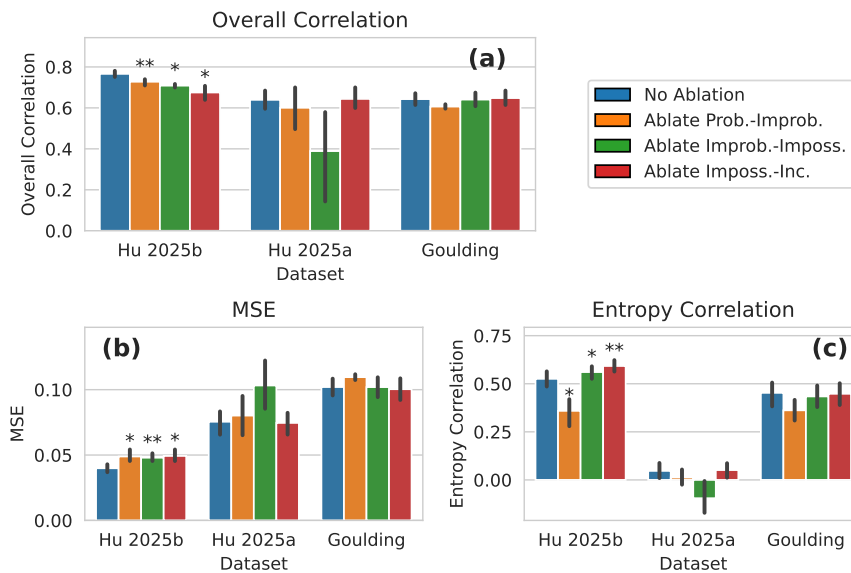 Overall Correlation
(a)
Overall Correlation
0.8
0.6
0.4
0.2
0.0
** * *
Hu 2025b Hu 2025a Goulding
Dataset
No Ablation
Ablate Prob.-Improb.
Ablate Improb.-Imposs.
Ablate Imposs.-Inc.
MSE
(b)
MSE
0.10
0.05
0.00
* ** *
Hu 2025b Hu 2025a Goulding
Dataset
Entropy Correlation
(c)
Entropy Correlation
0.75
0.50
0.25
0.00
* * **
Hu 2025b Hu 2025a Goulding
Dataset